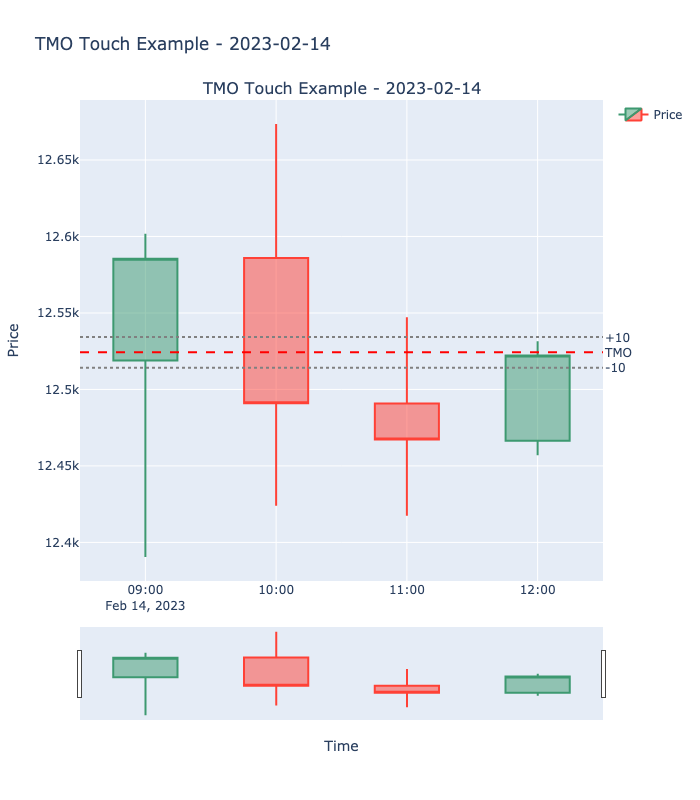 TMO Touch Example - 2023-02-14
TMO Touch Example - 2023-02-14
Price
12.65k
12.6k
12.55k
12.5k
12.45k
12.4k
Price
+10
TMO
-10
09:00
Feb 14, 2023
10:00
11:00
12:00
Time